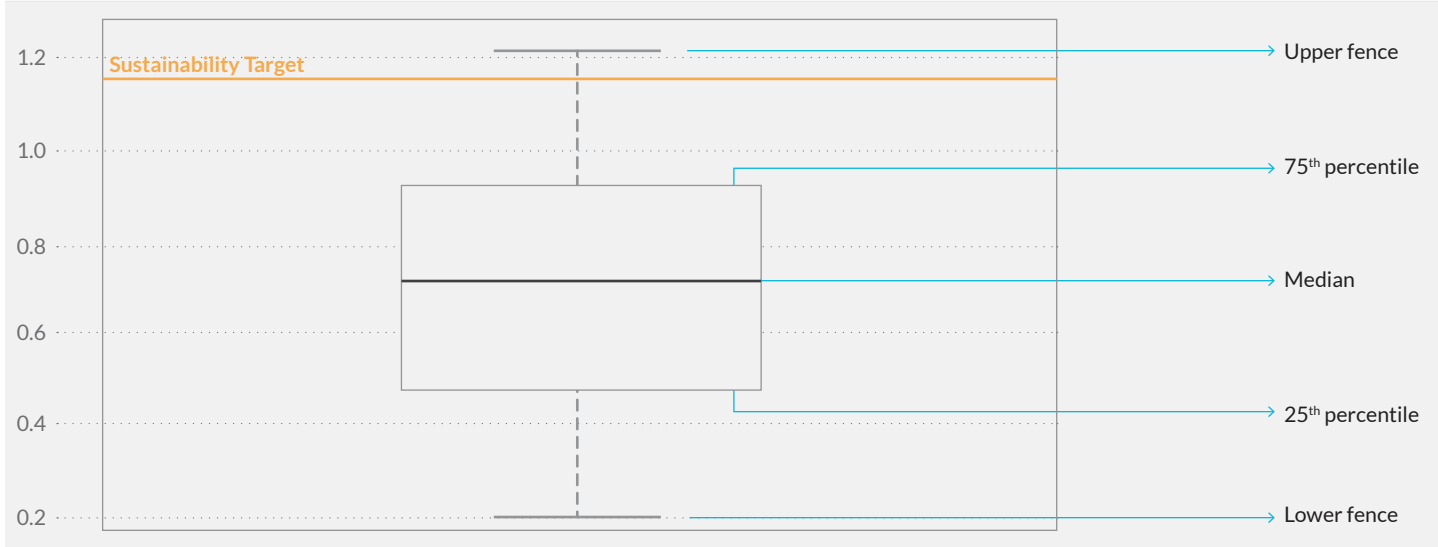 1.2
Sustainability Target
1.0
0.8
0.6
0.4
0.2
Upper fence
75th percentile
Median
25th percentile
Lower fence